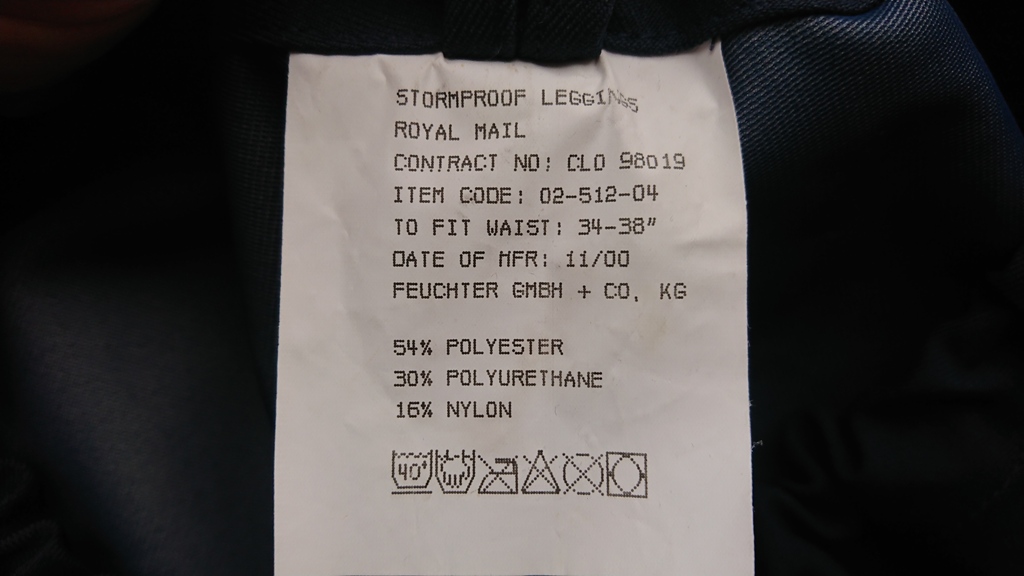 STORMPROOF LEGGINGS
ROYAL MAIL
CONTRACT NO: CLO 98019
ITEM CODE: 02-512-04
TO FIT WAIST: 34-38"
DATE OF MFR: 11/00
FEUCHTER GMBH + CO. KG
54% POLYESTER
30% POLYURETHANE
16% NYLON
40°